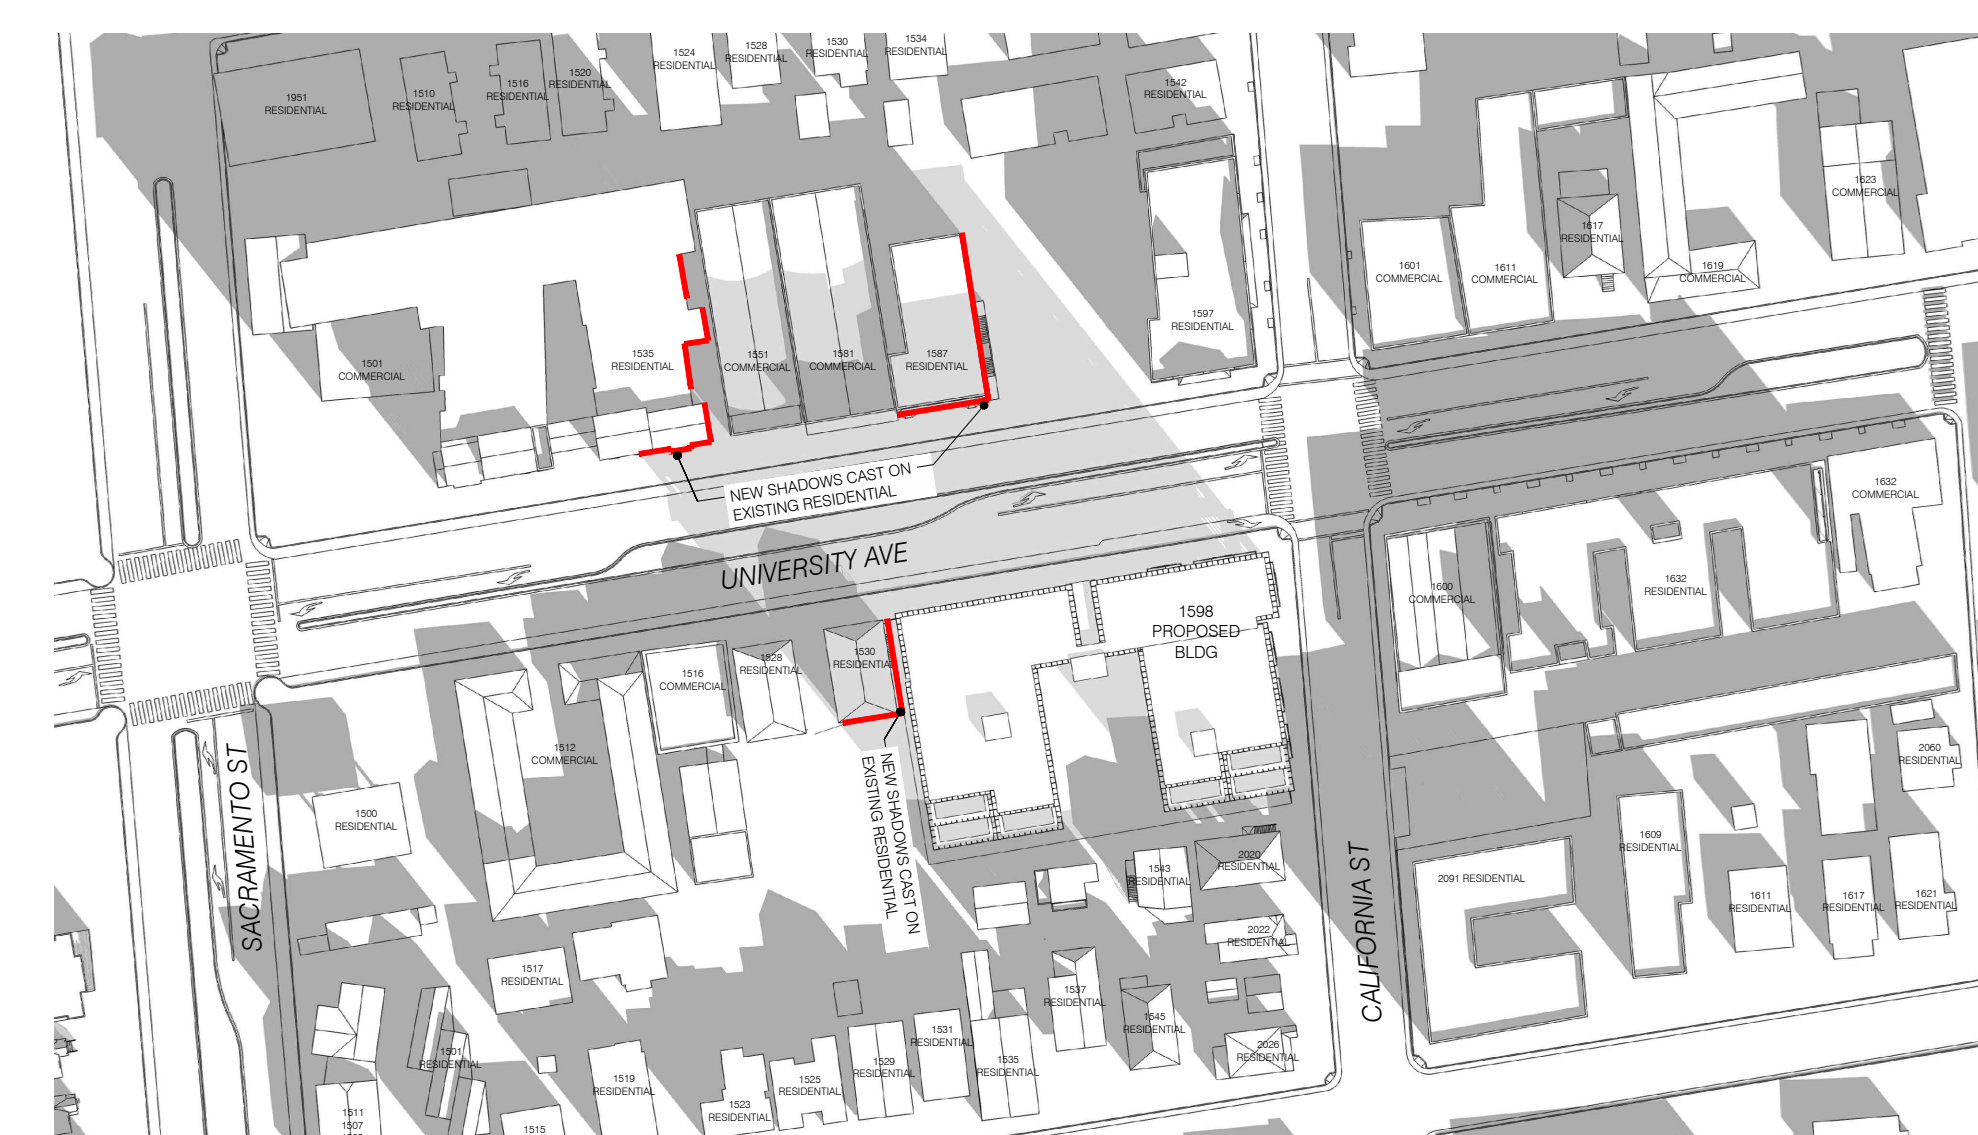 1524
RESIDENTIAL
1528
RESIDENTIAL
1530
RESIDENTIAL
1534
RESIDENTIAL
1951
RESIDENTIAL
1510
RESIDENTIAL
1516
RESIDENTIAL
1520
RESIDENTIAL
1542
RESIDENTIAL
1623
COMMERCIAL
1617
RESIDENTIAL
1601
COMMERCIAL
1611
COMMERCIAL
1619
COMMERCIAL
1597
RESIDENTIAL
1501
COMMERCIAL
1535
RESIDENTIAL
1551
COMMERCIAL
1581
COMMERCIAL
1587
RESIDENTIAL
NEW SHADOWS CAST ON
EXISTING RESIDENTIAL
UNIVERSITY AVE
1632
COMMERCIAL
1600
COMMERCIAL
1632
RESIDENTIAL
1598
PROPOSED
BLDG
1530
RESIDENTIAL
1528
RESIDENTIAL
1516
COMMERCIAL
1512
COMMERCIAL
NEW SHADOWS CAST ON
EXISTING RESIDENTIAL
SACRAMENTO ST
CALIFORNIA ST
1500
RESIDENTIAL
2060
RESIDENTIAL
1609
RESIDENTIAL
2091 RESIDENTIAL
1611
RESIDENTIAL
1617
RESIDENTIAL
1621
RESIDENTIAL
1543
RESIDENTIAL
2020
RESIDENTIAL
2022
RESIDENTIAL
1517
RESIDENTIAL
1537
RESIDENTIAL
1545
RESIDENTIAL
2026
RESIDENTIAL
1501
RESIDENTIAL
1519
RESIDENTIAL
1523
RESIDENTIAL
1525
RESIDENTIAL
1529
RESIDENTIAL
1531
RESIDENTIAL
1535
RESIDENTIAL
1511
1507
1515